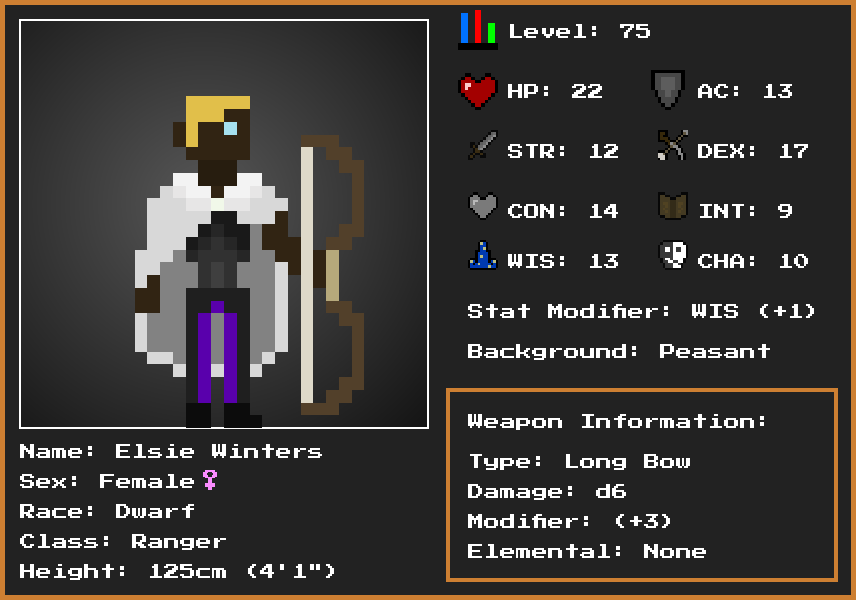 Level: 75
HP: 22 AC: 13
STR: 12 DEX: 17
CON: 14 INT: 9
WIS: 13 CHA: 10
Stat Modifier: WIS (+1)
Background: Peasant
Weapon Information:
Type: Long Bow
Damage: d6
Modifier: (+3)
Elemental: None
Name: Elsie Winters
Sex: Female♀
Race: Dwarf
Class: Ranger
Height: 125cm (4'1")